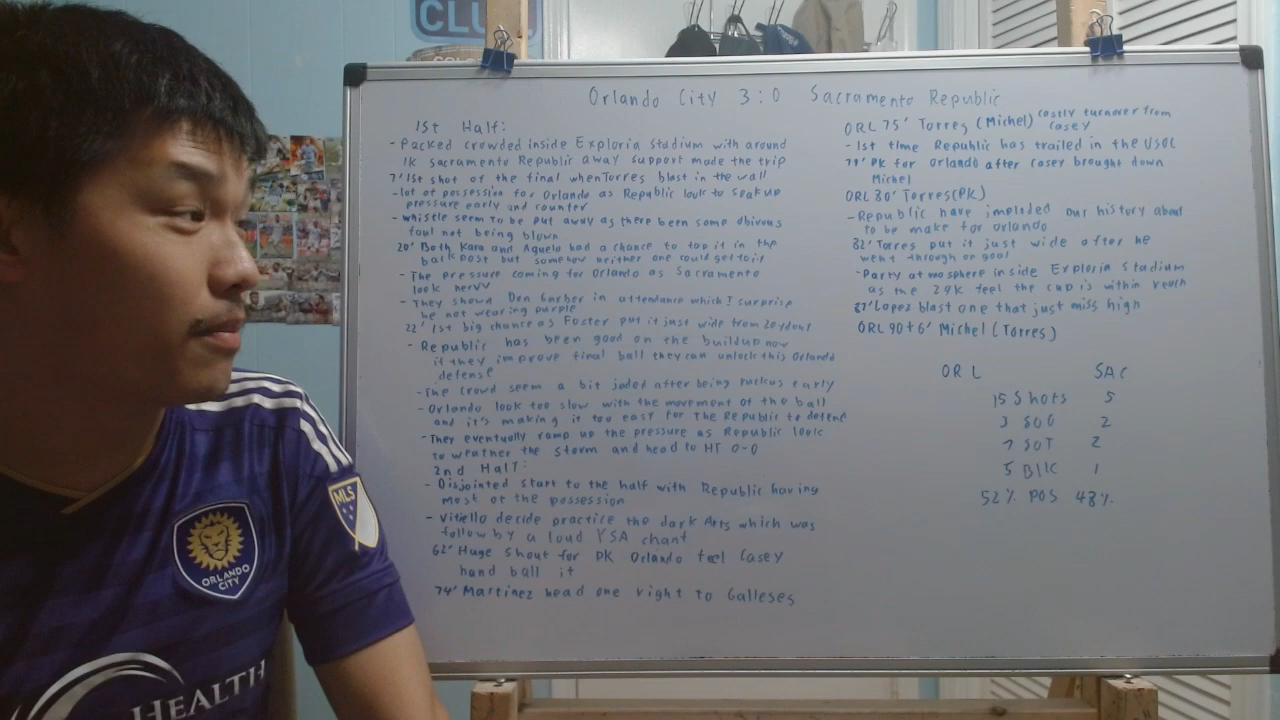 CLU
Orlando City 3:0 Sacramento Republic
1st Half:
- Packed crowded inside Exploria Stadium with around
1k Sacramento Republic away support made the trip
7' 1st shot of the final when Torres blast in the wall
- lot of possession for Orlando as Republic look to soak up
pressure early and counter
- whistle seem to be put away as there been some obivous
foul not being blown
20' Both Kara and Aguelo had a chance to tap it in the
back post but somehow neither one could get to it
- The pressure coming for Orlando as Sacramento
look nervy
- They shown Don Garber in attendance which I surprise
he not wearing purple
22' 1st big chance as Foster put it just wide from 20 yds out
- Republic has been good on the buildup now
if they improve final ball they can unlock this Orlando
defense
- The crowd seem a bit jaded after being ruckus early
- Orlando look too slow with the movement of the ball
and it's making it too easy for The Republic to defend
- They eventually ramp up the pressure as Republic look
to weather the storm and head to HT 0-0
2nd Half:
- Disjointed start to the half with Republic having
most of the possession
- Vitiello decide practice the dark Arts which was
follow by a loud YSA chant
62' Huge shout for PK Orlando feel Casey
hand ball it
74' Martinez head one right to Galleses
ORL 75' Torres (Michel) costly turnover from
Casey
- 1st time Republic has trailed in the USOC
79' PK for Orlando after Casey brought down
Michel
ORL 80' Torres (PK)
- Republic have imploded our history about
to be make for Orlando
82' Torres put it just wide after he
went through on goal
- Party atmosphere inside Exploria Stadium
as the 24K feel the cup is within reach
87' Lopez blast one that just miss high
ORL 90+6' Michel (Torres)
ORL SAC
15 Shots 5
3 SOG 2
7 SOT 2
5 Blk 1
52% POS 48%
MLS
ORLANDO
CITY
HEALTH